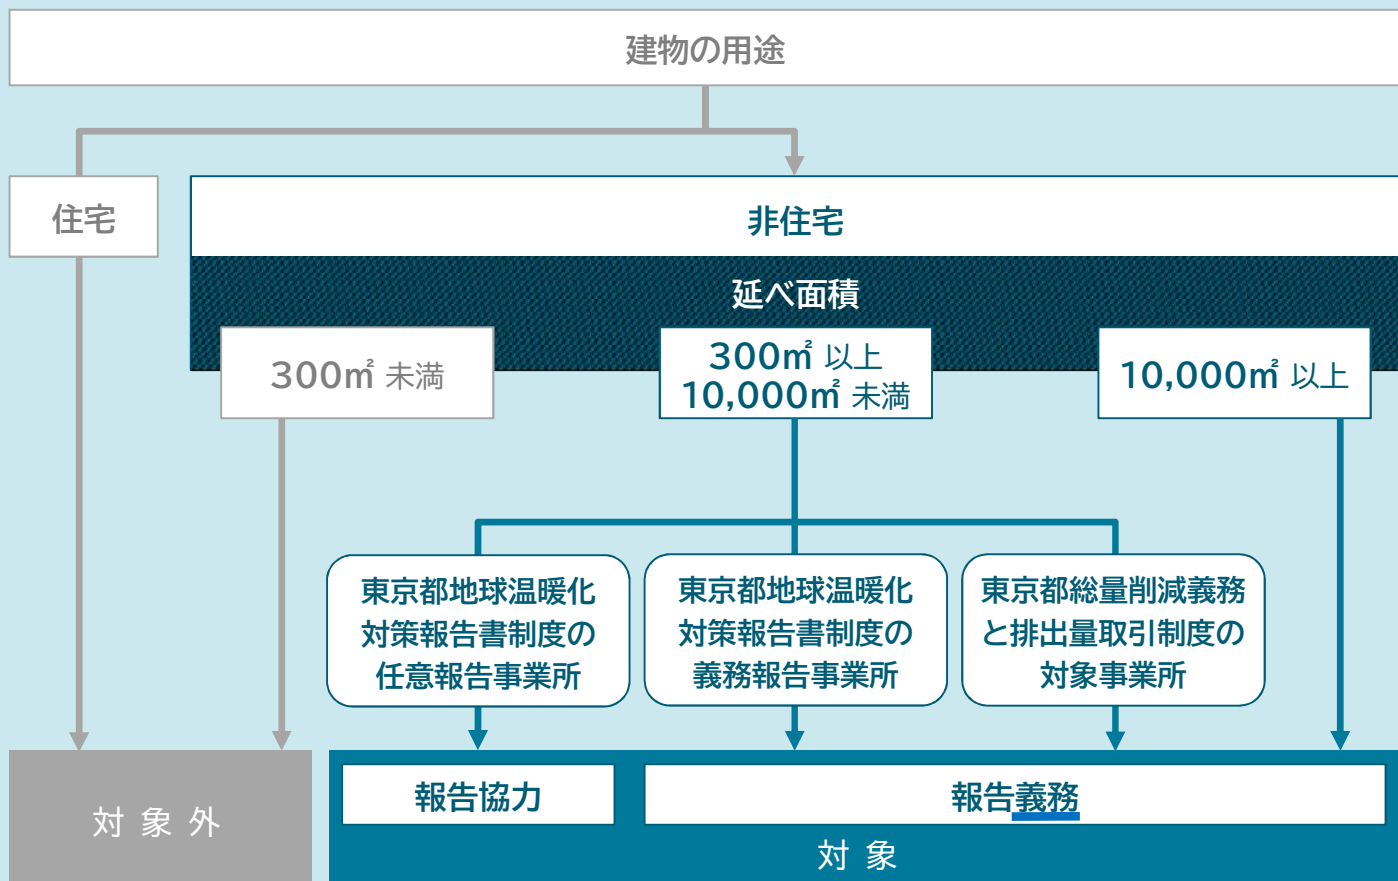 建物の用途
住宅
非住宅
延べ面積
300㎡ 未満
300㎡ 以上
10,000㎡ 未満
10,000㎡ 以上
東京都地球温暖化
対策報告書制度の
任意報告事業所
東京都地球温暖化
対策報告書制度の
義務報告事業所
東京都総量削減義務
と排出量取引制度の
対象事業所
対象外
報告協力
報告義務
対象